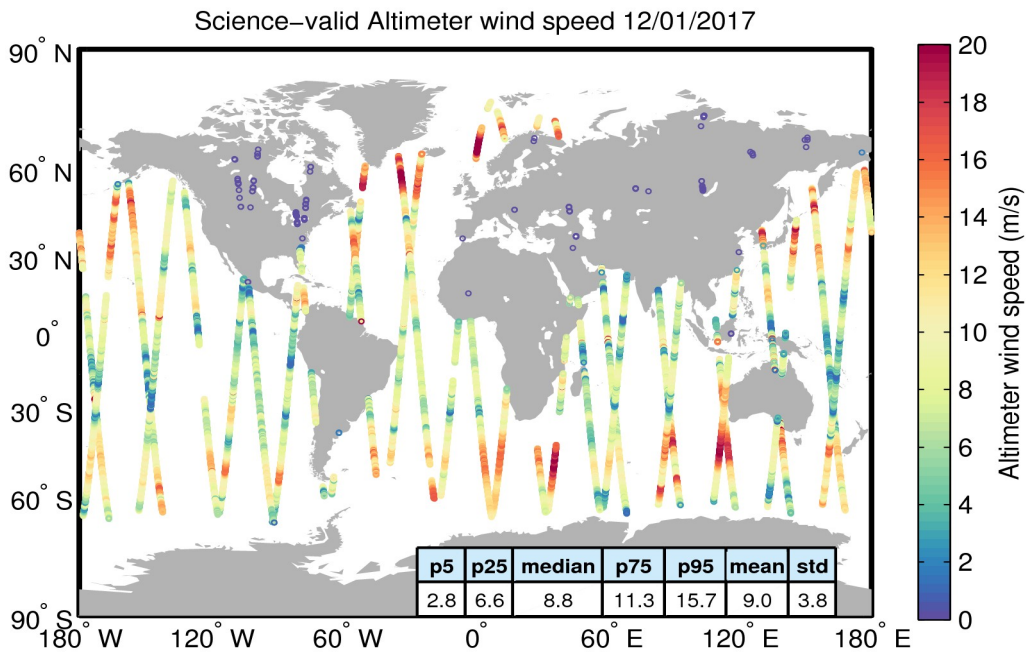 Science−valid Altimeter wind speed 12/01/2017
90° N
60° N
30° N
0°
30° S
60° S
90° S
180° W
120° W
60° W
0°
60° E
120° E
180° E
p5 p25 median p75 p95 mean std
2.8 6.6 8.8 11.3 15.7 9.0 3.8
20
18
16
14
12
10
8
6
4
2
0
Altimeter wind speed (m/s)